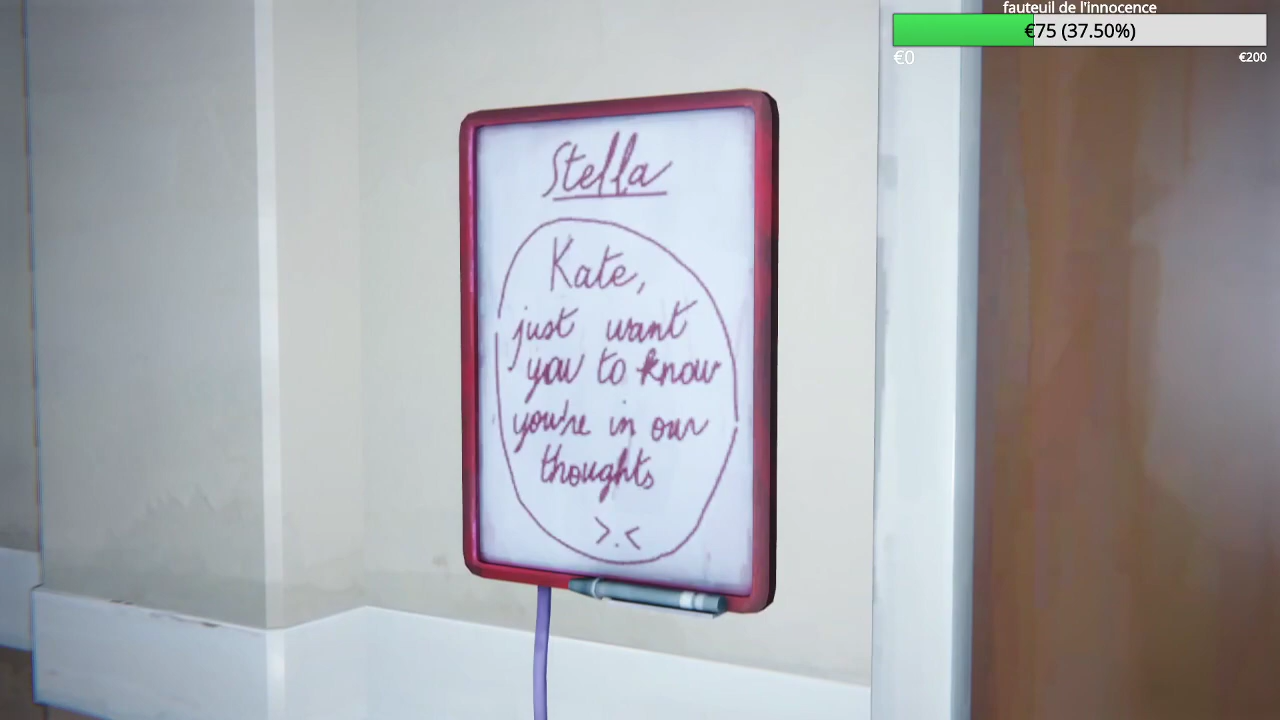 fauteuil de l'innocence
€75 (37.50%)
€0
€200
Stella
Kate,
just want
you to know
you're in our
thoughts
>.<